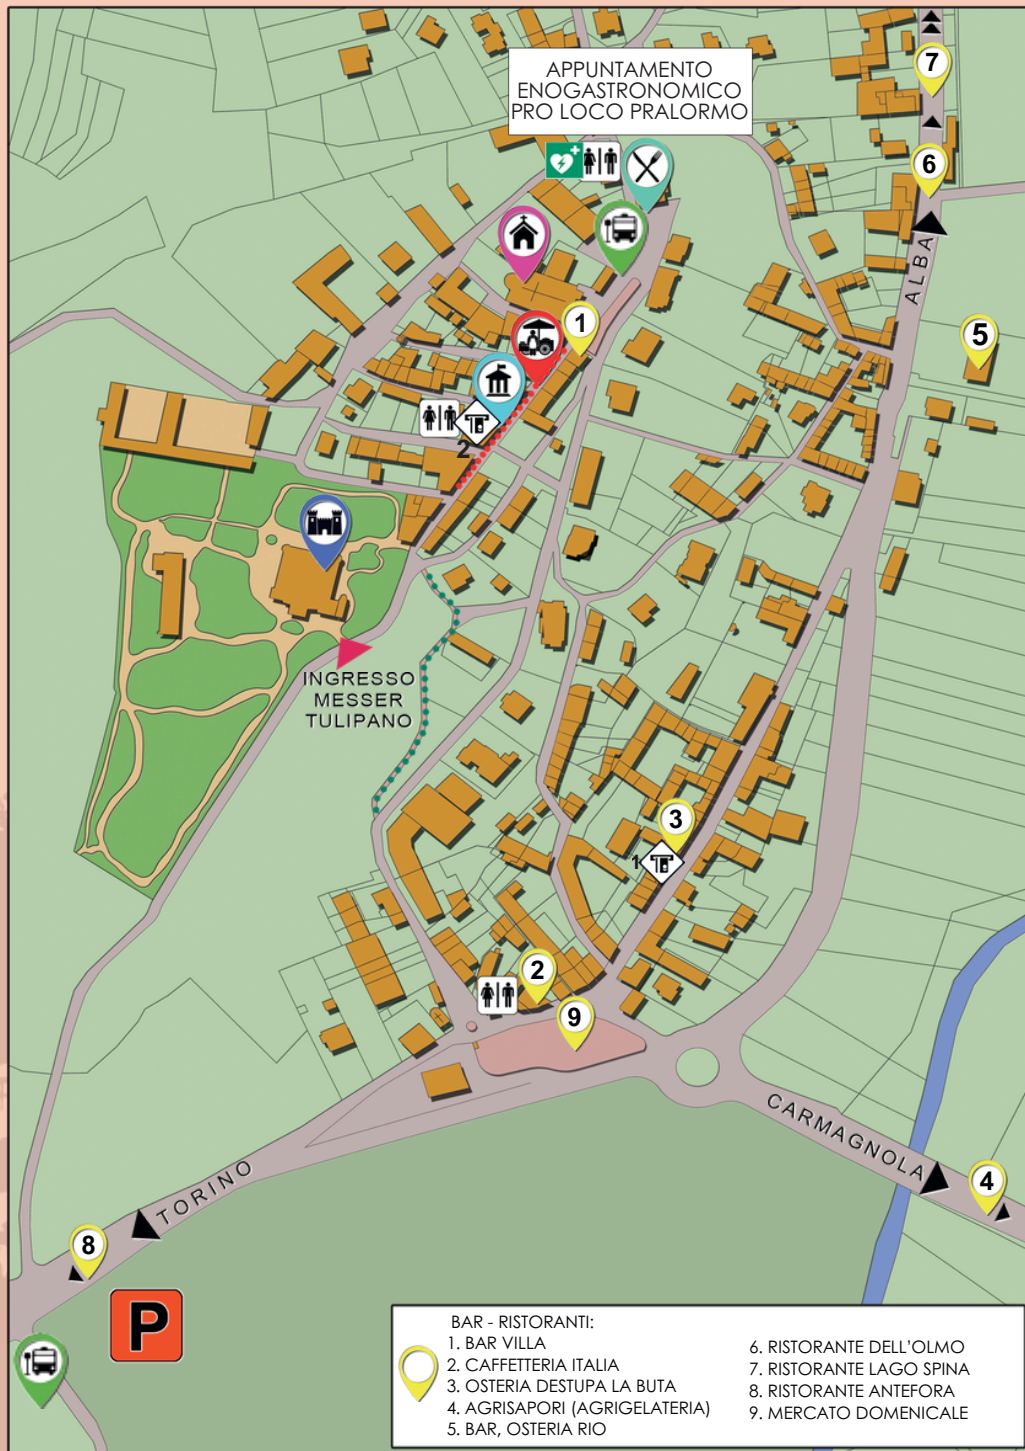 APPUNTAMENTO
ENOGASTRONOMICO
PRO LOCO PRALORMO
7
6
ALBA
1
5
2
INGRESSO
MESSER
TULIPANO
3
1
2
9
CARMAGNOLA
4
TORINO
8
P
BAR - RISTORANTI:
1. BAR VILLA
2. CAFFETTERIA ITALIA
3. OSTERIA DESTUPA LA BUTA
4. AGRISAPORI (AGRIGELATERIA)
5. BAR, OSTERIA RIO
6. RISTORANTE DELL'OLMO
7. RISTORANTE LAGO SPINA
8. RISTORANTE ANTEFORA
9. MERCATO DOMENICALE